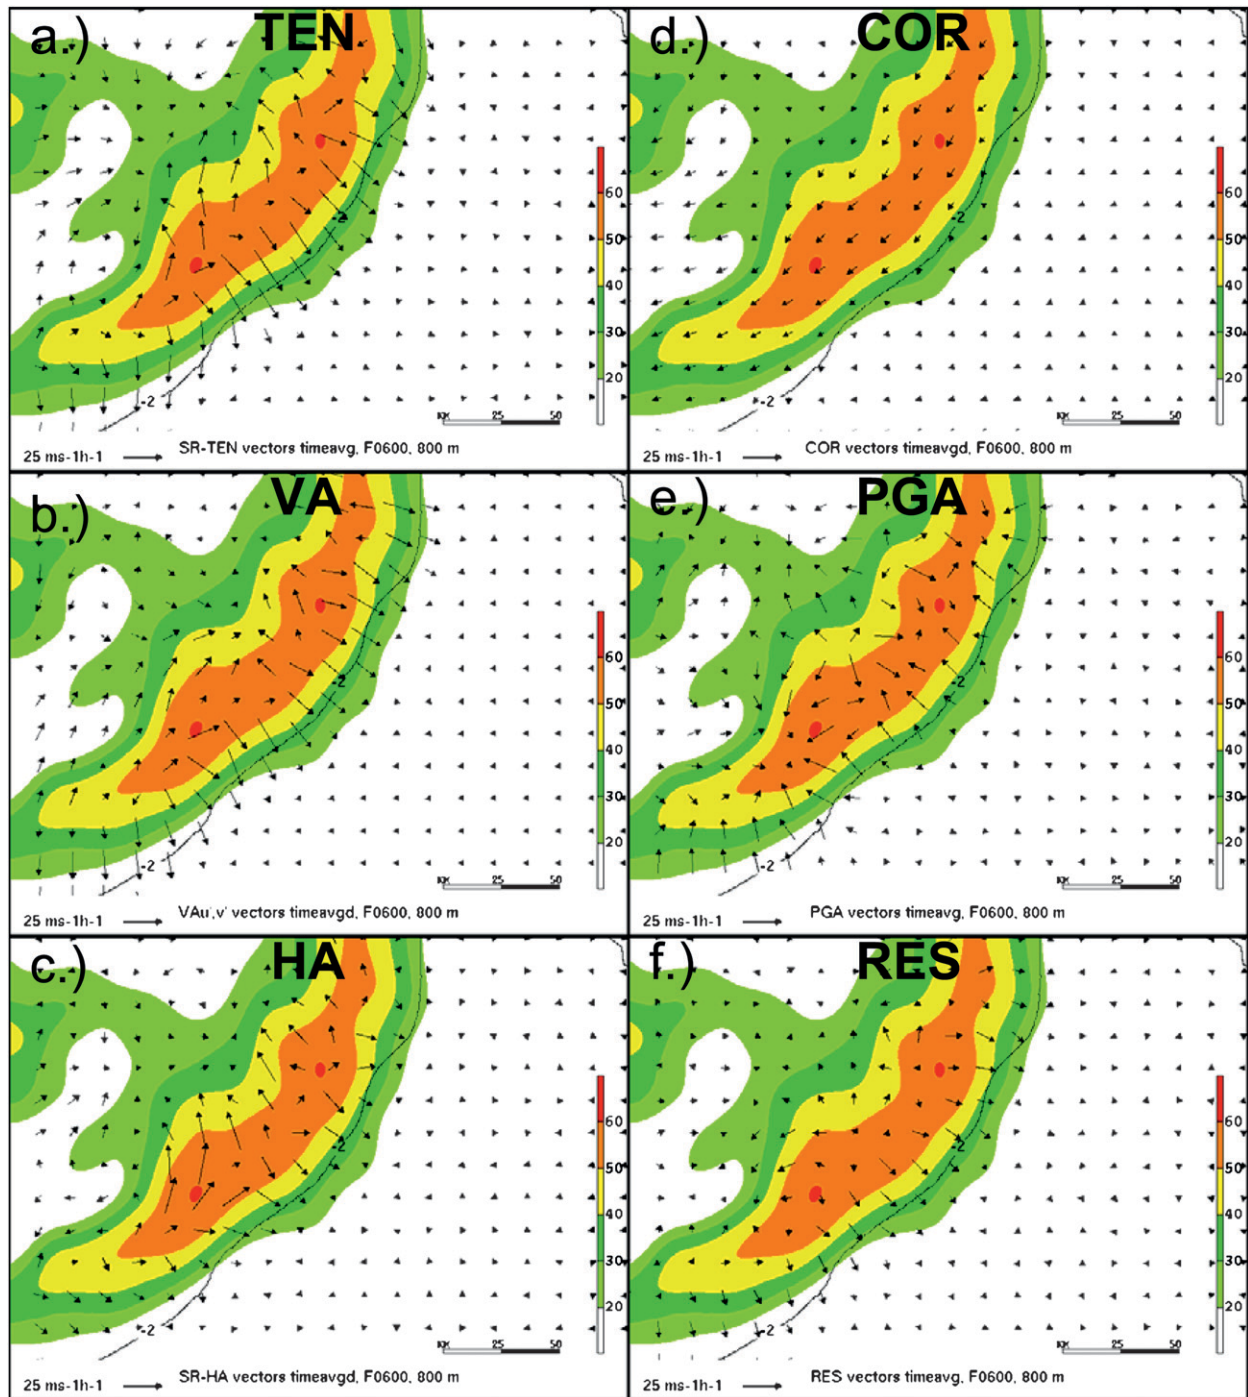 a.) TEN
-2
-2
60
50
40
30
20
25 50
25 ms-1h-1
SR-TEN vectors timeavg, F0600, 800 m
d.) COR
-2
-2
60
50
40
30
20
25 50
25 ms-1h-1
COR vectors timeavgd, F0600, 800 m
b.) VA
-2
-2
60
50
40
30
20
25 50
25 ms-1h-1
VAu',v' vectors timeavgd, F0600, 800 m
e.) PGA
-2
-2
60
50
40
30
20
25 50
25 ms-1h-1
PGA vectors timeavg, F0600, 800 m
c.) HA
-2
-2
60
50
40
30
20
25 50
25 ms-1h-1
SR-HA vectors timeavgd, F0600, 800 m
f.) RES
-2
-2
60
50
40
30
20
25 50
25 ms-1h-1
RES vectors timeavg, F0600, 800 m